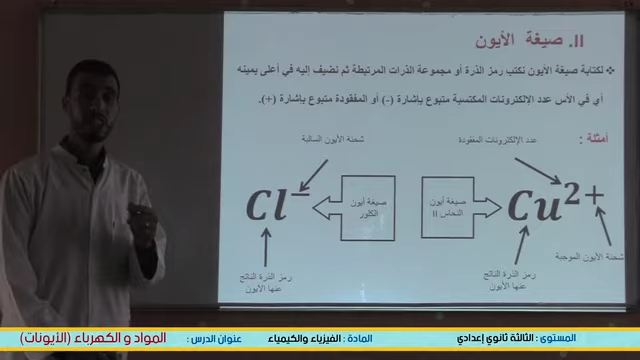 II. صيغة الأيون
❖ لكتابة صيغة الأيون نكتب رمز الذرة أو مجموعة الذرات المرتبطة ثم نضيف إليه في أعلى يمينه
أي في الأس عدد الإلكترونات المكتسبة متبوع بإشارة (-) أو المفقودة متبوع بإشارة (+).
أمثلة :
عدد الإلكترونات المفقودة
شحنة الأيون السالبة
Cu²⁺
صيغة أيون
النحاس II
صيغة أيون
الكلور
Cl⁻
شحنة الأيون الموجبة
رمز الذرة الناتج
عنها الأيون
رمز الذرة الناتج
عنها الأيون
المستوى : الثالثة ثانوي إعدادي
المادة : الفيزياء والكيمياء
عنوان الدرس : المواد و الكهرباء (الأيونات)